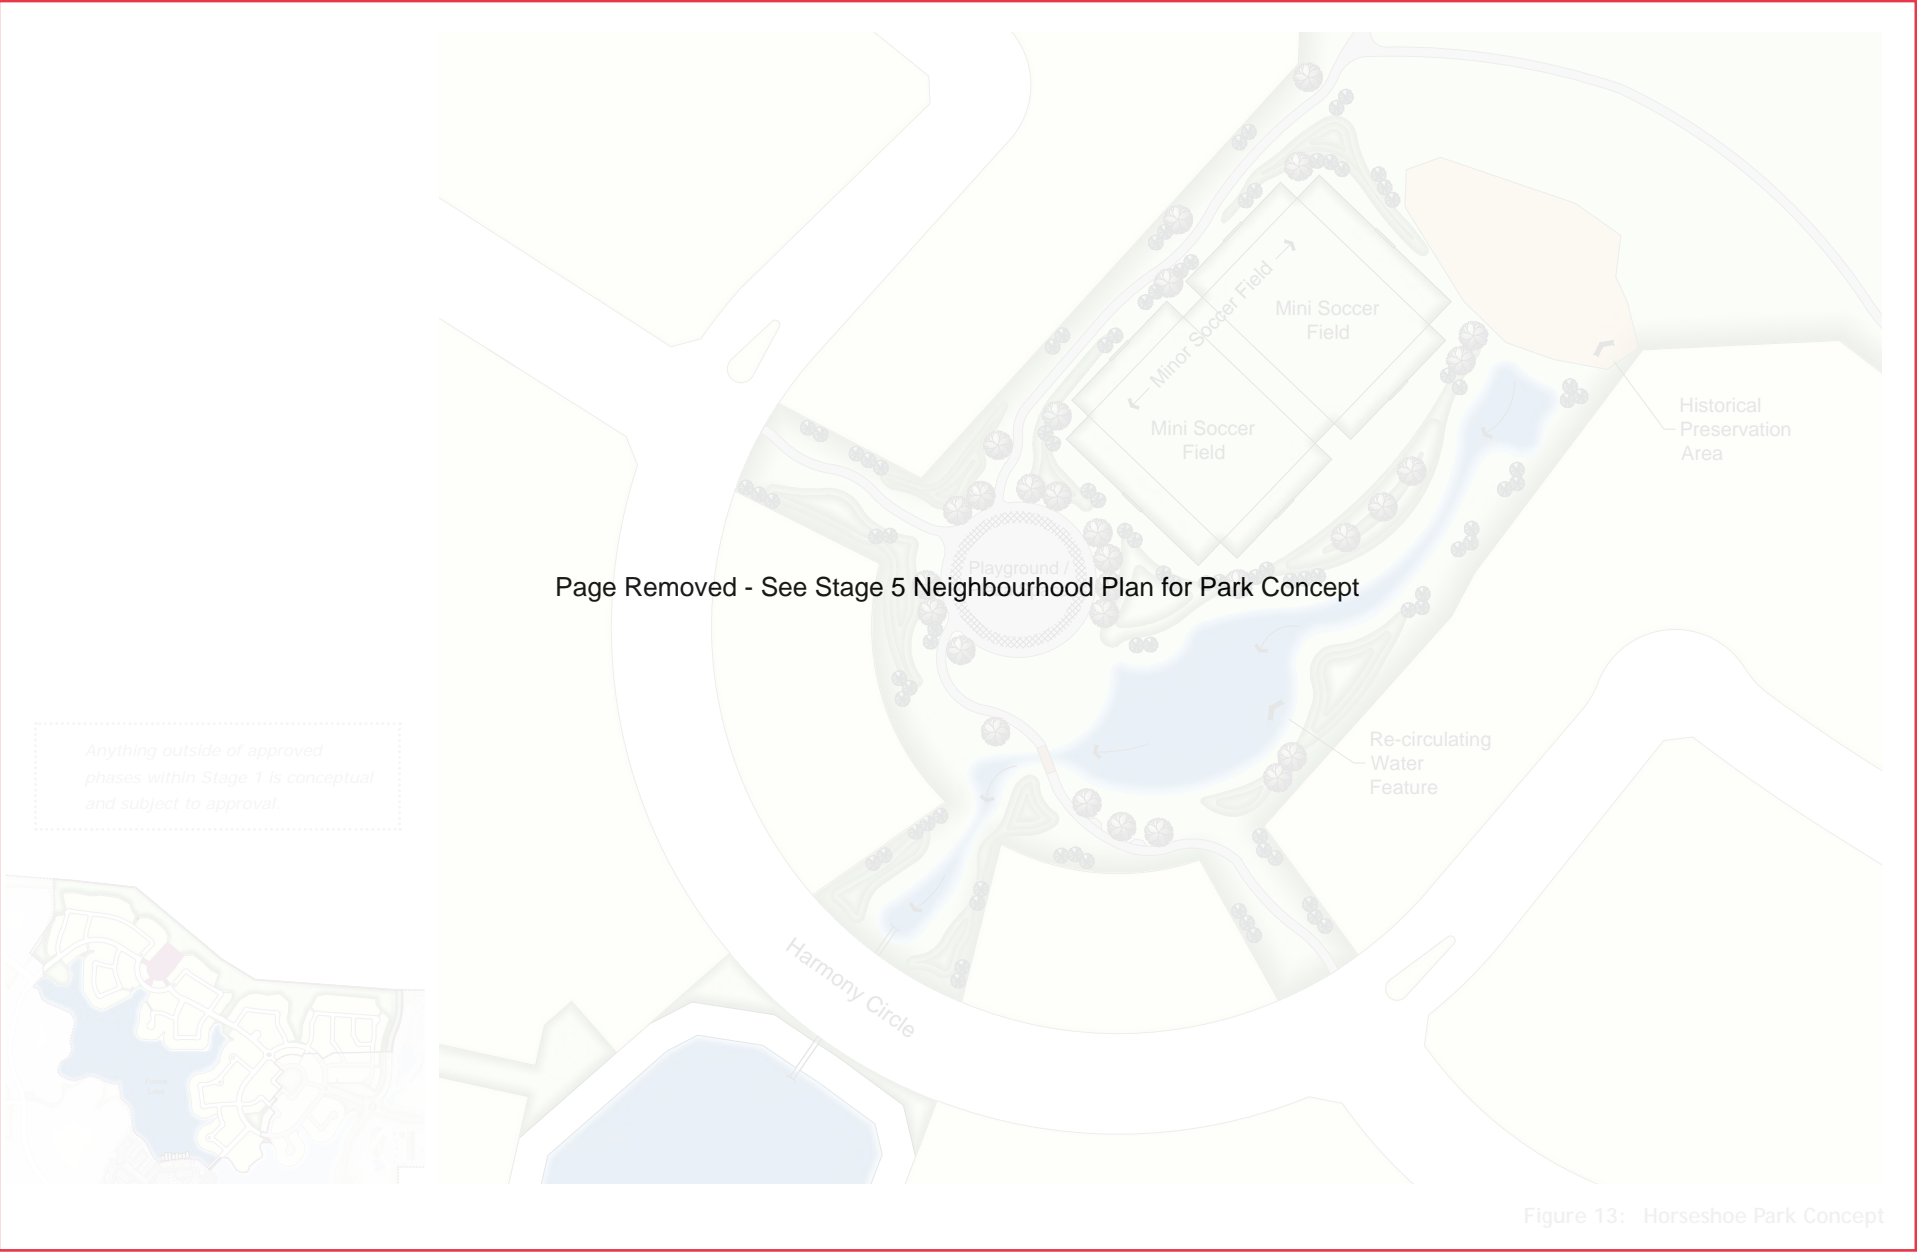 Minor Soccer Field
Mini Soccer
Field
Mini Soccer
Field
Historical
Preservation
Area
Playground /
Page Removed - See Stage 5 Neighbourhood Plan for Park Concept
Re-circulating
Water
Feature
Anything outside of approved
phases within Stage 1 is conceptual
and subject to approval.
Harmony Circle
Figure 13: Horseshoe Park Concept